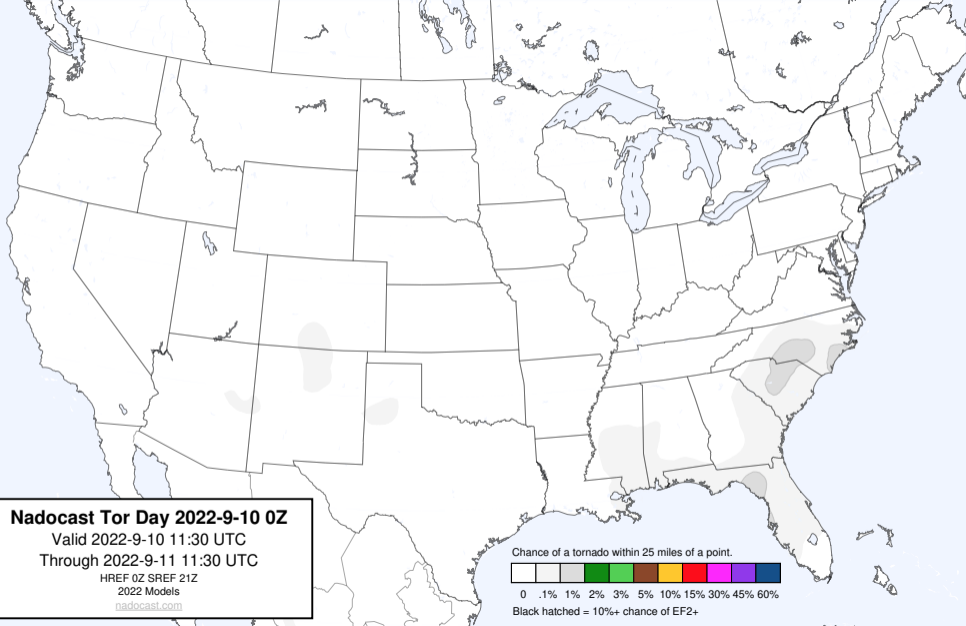 Nadocast Tor Day 2022-9-10 0Z
Valid 2022-9-10 11:30 UTC
Through 2022-9-11 11:30 UTC
HREF 0Z SREF 21Z
2022 Models
nadocast.com
Chance of a tornado within 25 miles of a point.
0 .1% 1% 2% 3% 5% 10% 15% 30% 45% 60%
Black hatched = 10%+ chance of EF2+